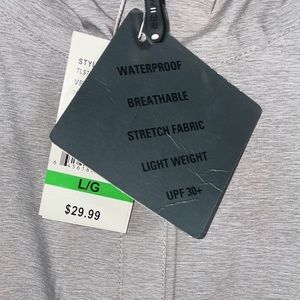 STYL
WATERPROOF
BREATHABLE
STRETCH FABRIC
LIGHT WEIGHT
UPF 30+
L/G
$29.99